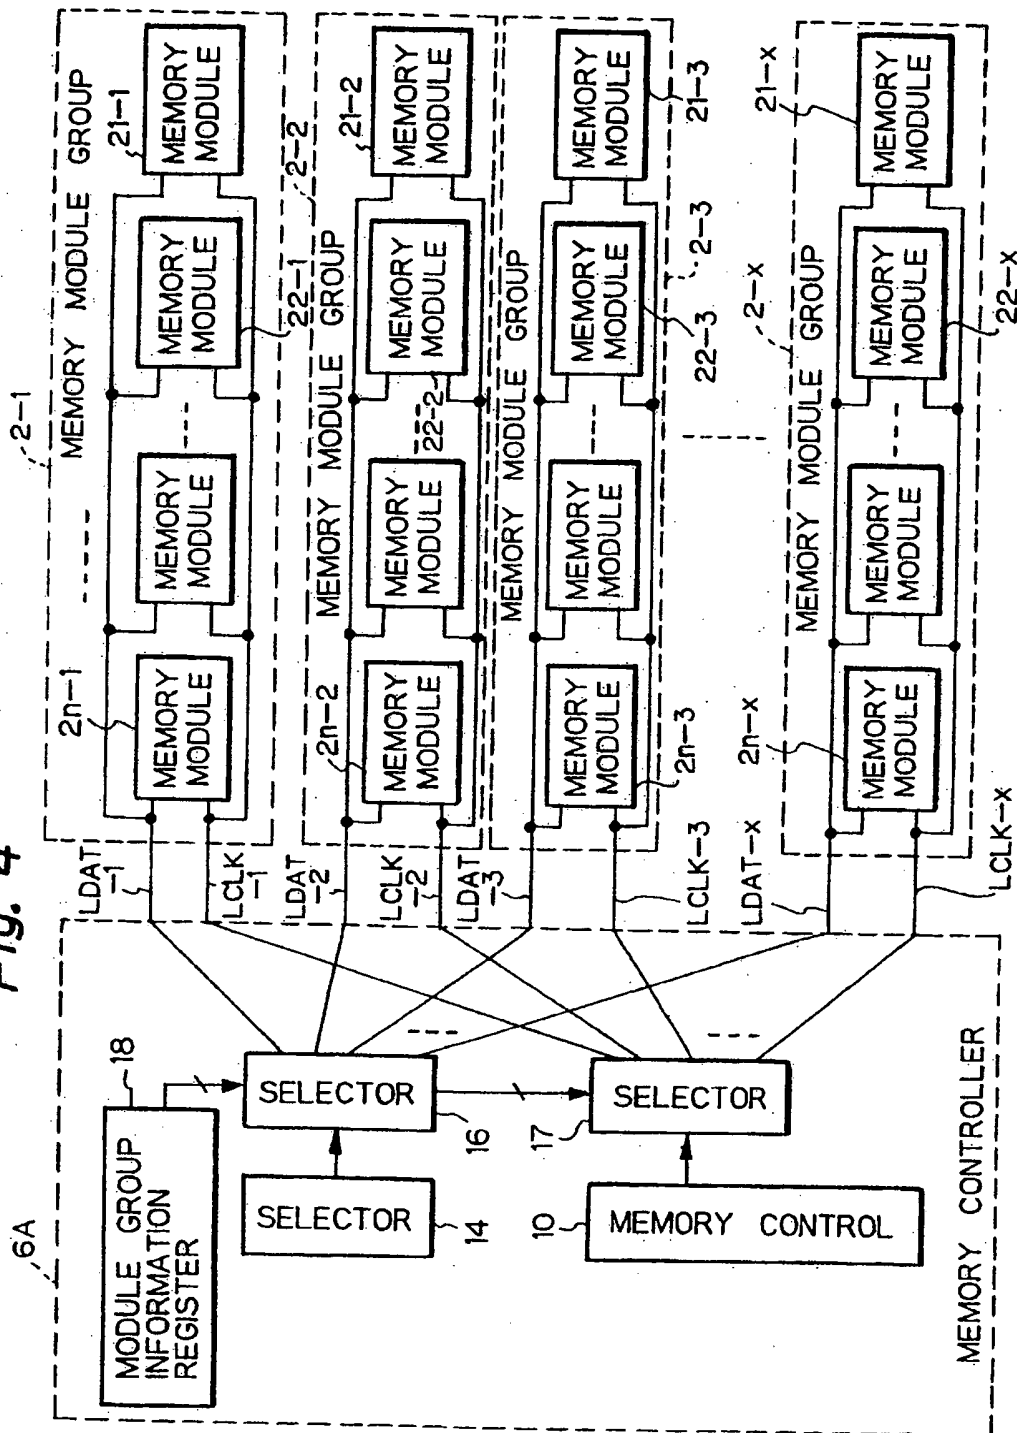 Fig. 4
6A
MODULE GROUP
INFORMATION
REGISTER
18
SELECTOR
16
SELECTOR
14
SELECTOR
17
MEMORY CONTROL
10
MEMORY CONTROLLER
LDAT
-1
LCLK
-1
LDAT
-2
LCLK
-2
LDAT
-3
LCLK-3
LDAT-x
LCLK-x
2-1
MEMORY MODULE GROUP
2n-1
MEMORY
MODULE
MEMORY
MODULE
MEMORY
MODULE
22-1
MEMORY
MODULE
21-1
2-2
MEMORY MODULE GROUP
2n-2
MEMORY
MODULE
MEMORY
MODULE
MEMORY
MODULE
22-2
MEMORY
MODULE
21-2
2-3
MEMORY MODULE GROUP
2n-3
MEMORY
MODULE
MEMORY
MODULE
MEMORY
MODULE
22-3
MEMORY
MODULE
21-3
2-x
MEMORY MODULE GROUP
2n-x
MEMORY
MODULE
MEMORY
MODULE
MEMORY
MODULE
22-x
MEMORY
MODULE
21-x